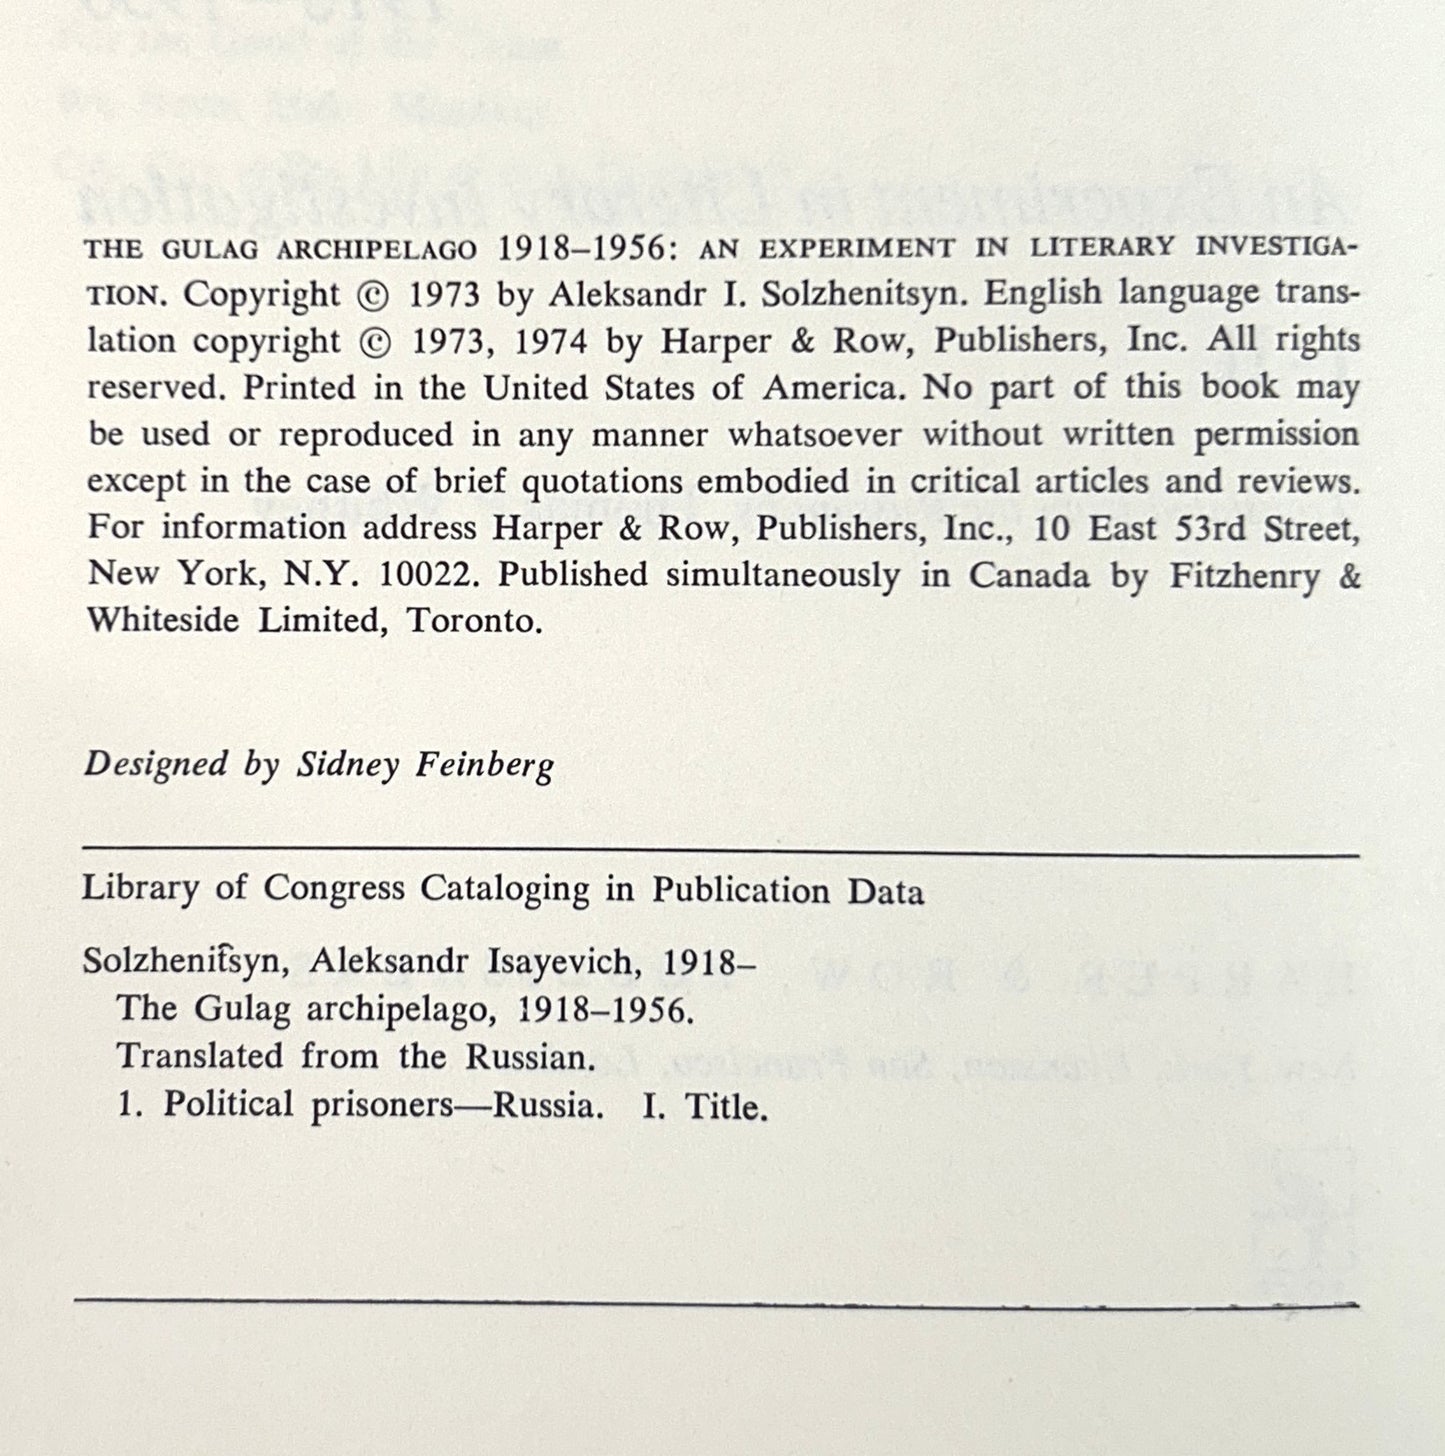 THE GULAG ARCHIPELAGO 1918–1956: AN EXPERIMENT IN LITERARY INVESTIGA-
TION. Copyright © 1973 by Aleksandr I. Solzhenitsyn. English language trans-
lation copyright © 1973, 1974 by Harper & Row, Publishers, Inc. All rights
reserved. Printed in the United States of America. No part of this book may
be used or reproduced in any manner whatsoever without written permission
except in the case of brief quotations embodied in critical articles and reviews.
For information address Harper & Row, Publishers, Inc., 10 East 53rd Street,
New York, N.Y. 10022. Published simultaneously in Canada by Fitzhenry &
Whiteside Limited, Toronto.
Designed by Sidney Feinberg
Library of Congress Cataloging in Publication Data
Solzhenit͡syn, Aleksandr Isayevich, 1918–
The Gulag archipelago, 1918–1956.
Translated from the Russian.
1. Political prisoners—Russia. I. Title.